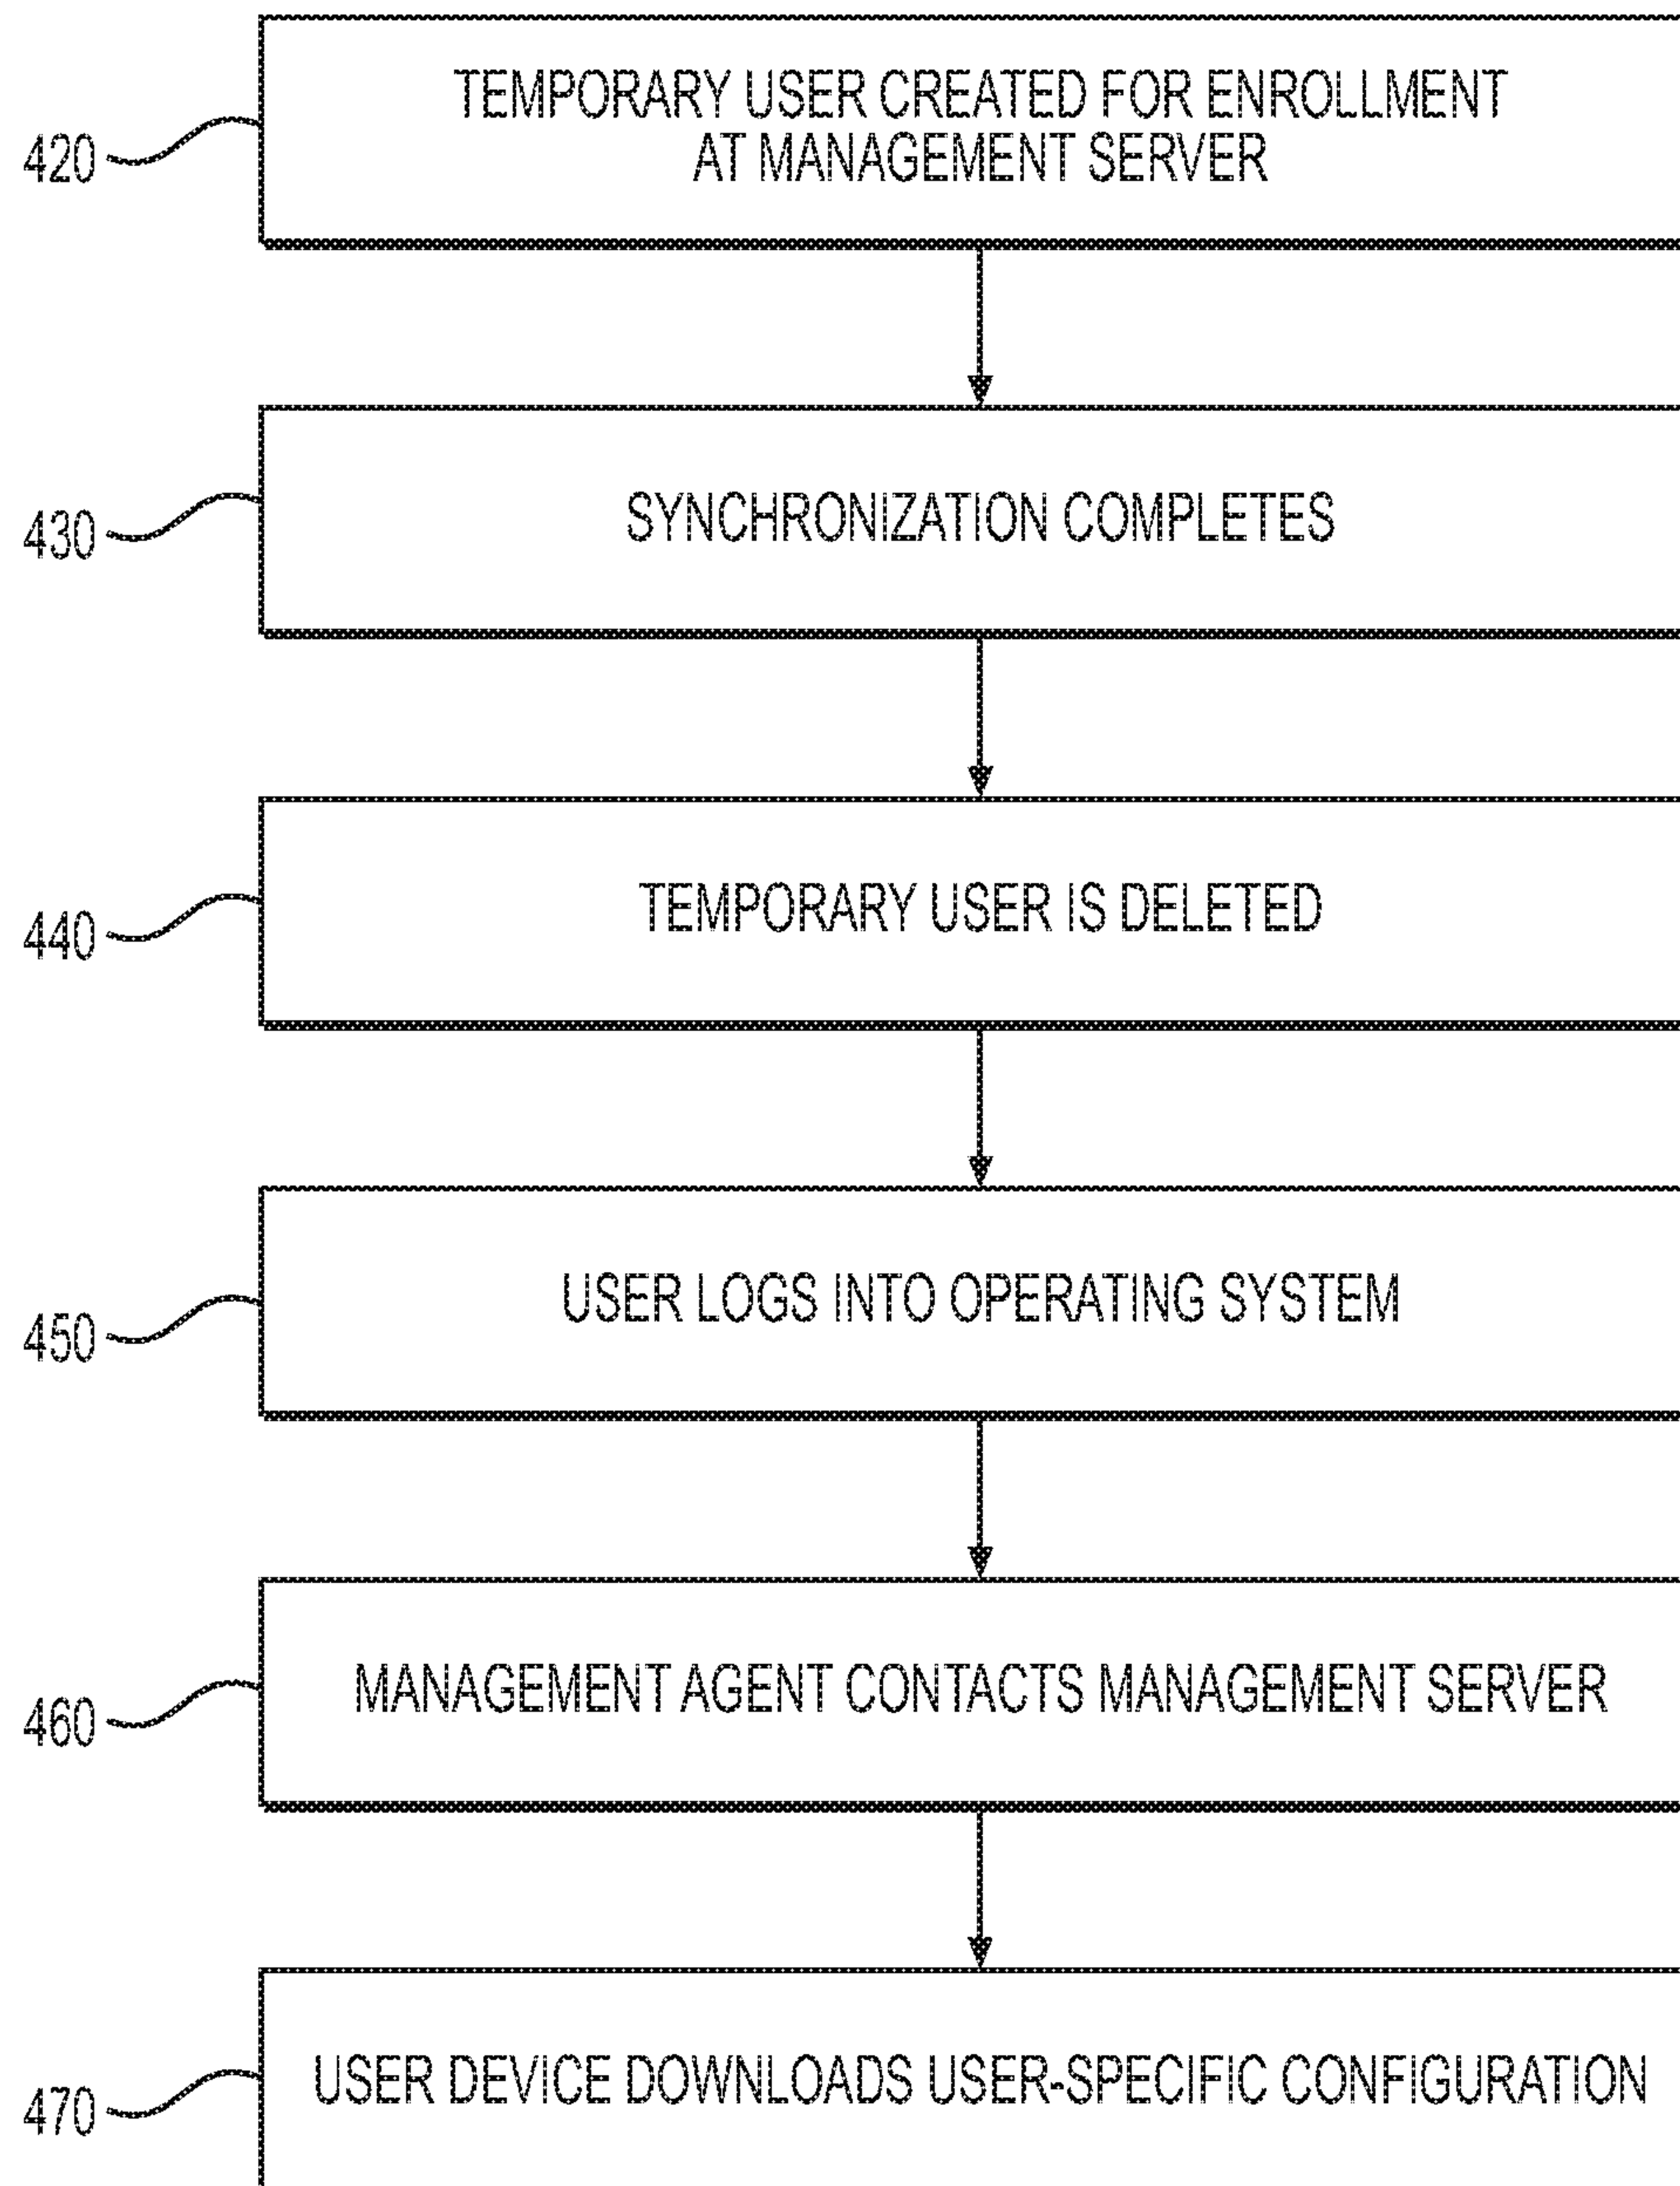 420
TEMPORARY USER CREATED FOR ENROLLMENT
AT MANAGEMENT SERVER
430
SYNCHRONIZATION COMPLETES
440
TEMPORARY USER IS DELETED
450
USER LOGS INTO OPERATING SYSTEM
460
MANAGEMENT AGENT CONTACTS MANAGEMENT SERVER
470
USER DEVICE DOWNLOADS USER-SPECIFIC CONFIGURATION